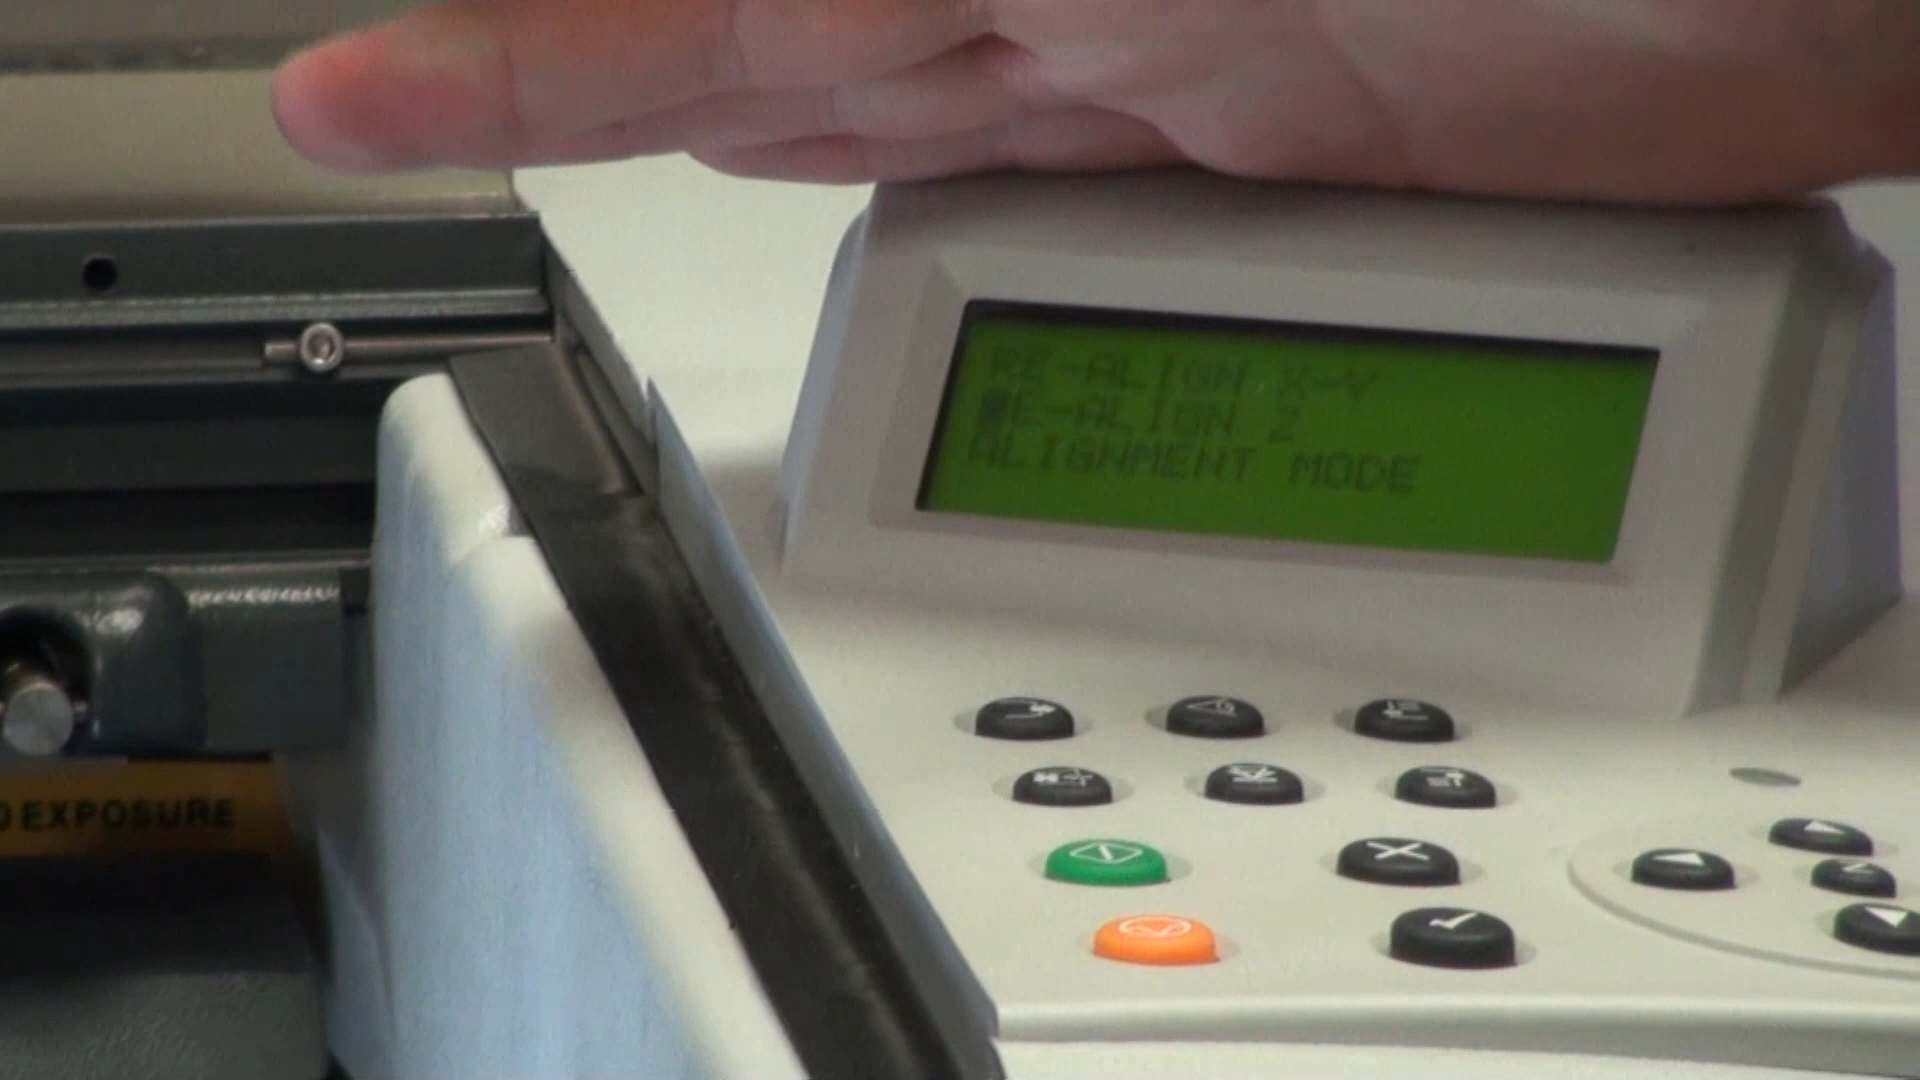 RE-ALIGN X-Y
RE-ALIGN Z
ALIGNMENT MODE
EXPOSURE